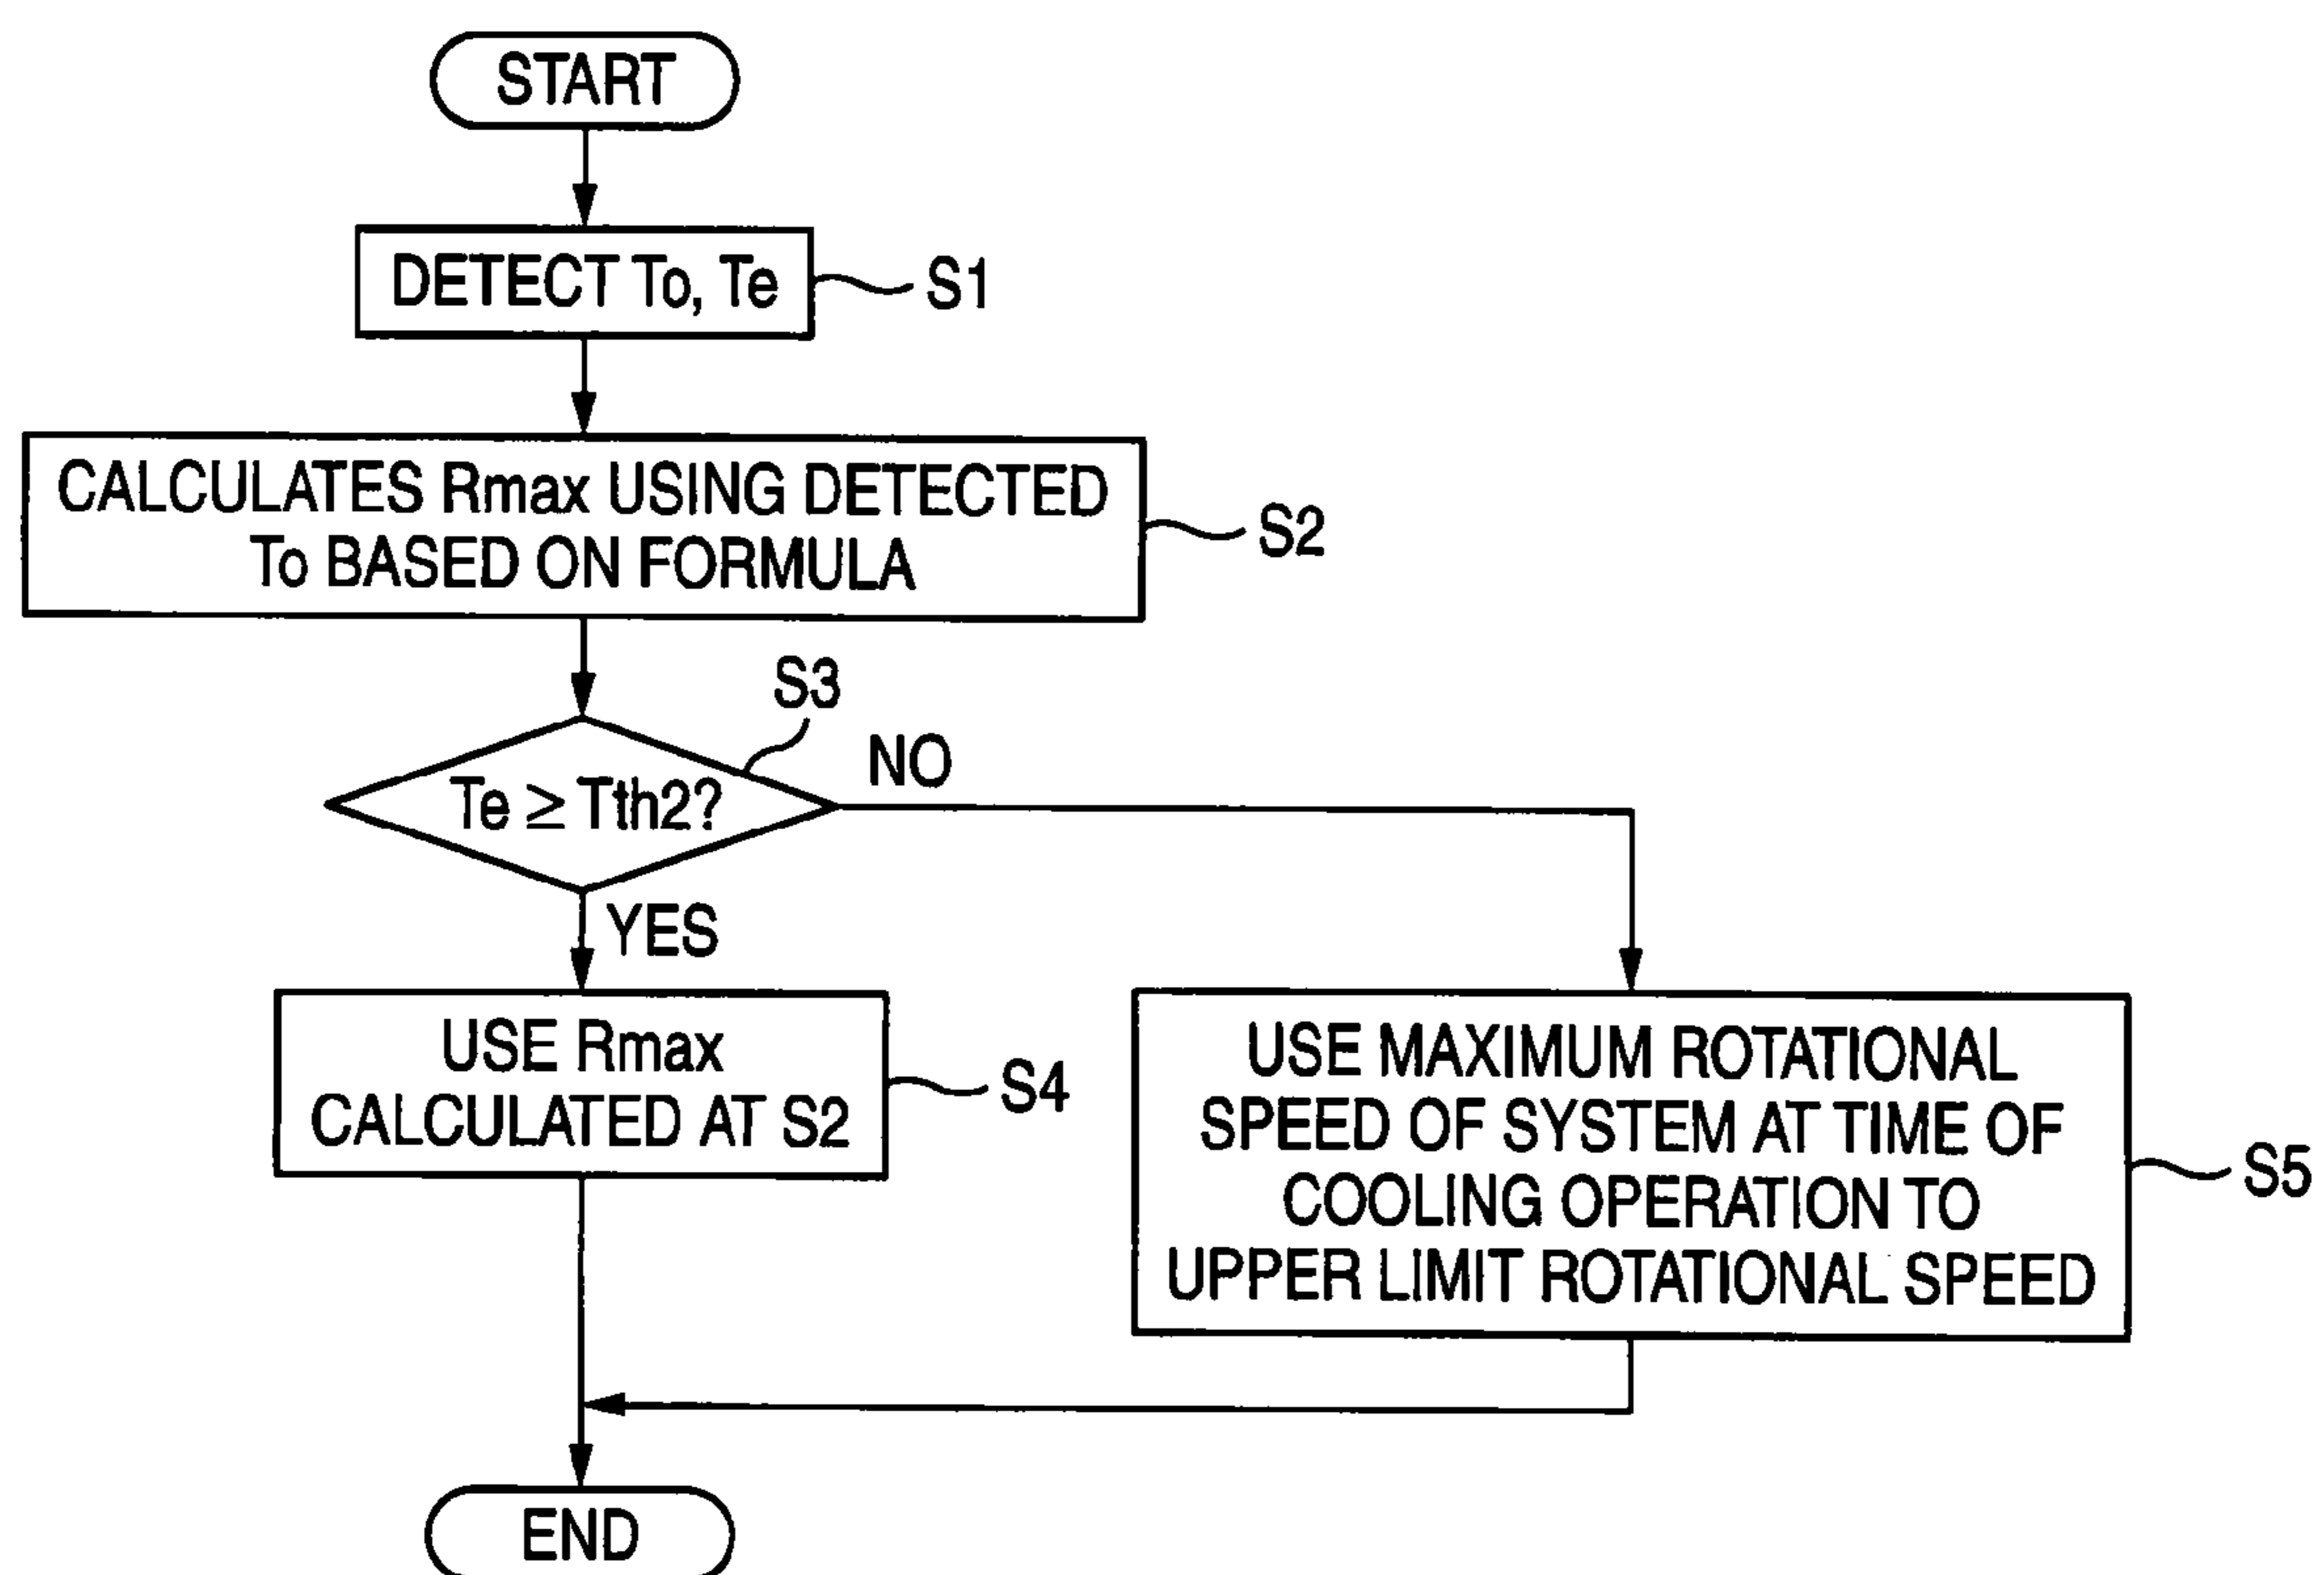 START
DETECT To, Te
S1
CALCULATES Rmax USING DETECTED
To BASED ON FORMULA
S2
S3
Te ≥ Tth2?
NO
YES
USE Rmax
CALCULATED AT S2
S4
USE MAXIMUM ROTATIONAL
SPEED OF SYSTEM AT TIME OF
COOLING OPERATION TO
UPPER LIMIT ROTATIONAL SPEED
S5
END